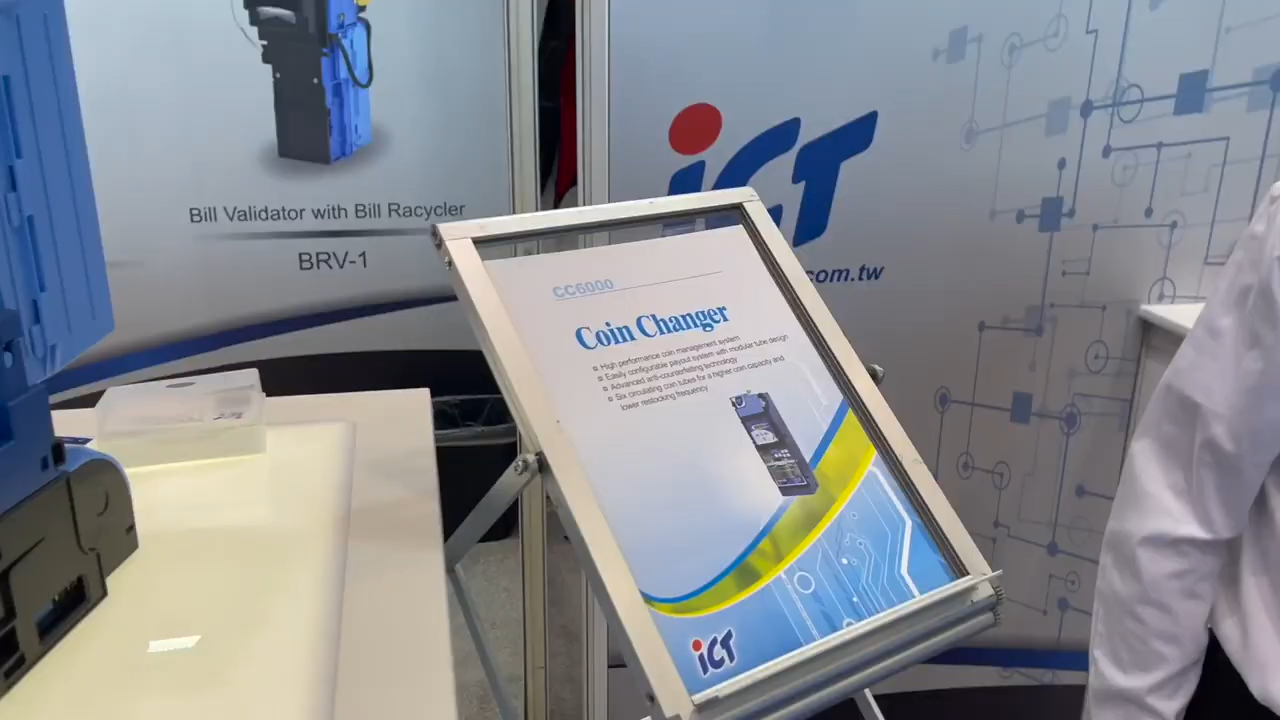 Bill Validator with Bill Racycler
BRV-1
iCT
com.tw
CC6000
Coin Changer
High performance coin management system
Easily configurable payout system with modular tube design
Advanced anti-counterfeiting technology
Six circulating coin tubes for a higher coin capacity and
lower restocking frequency
iCT